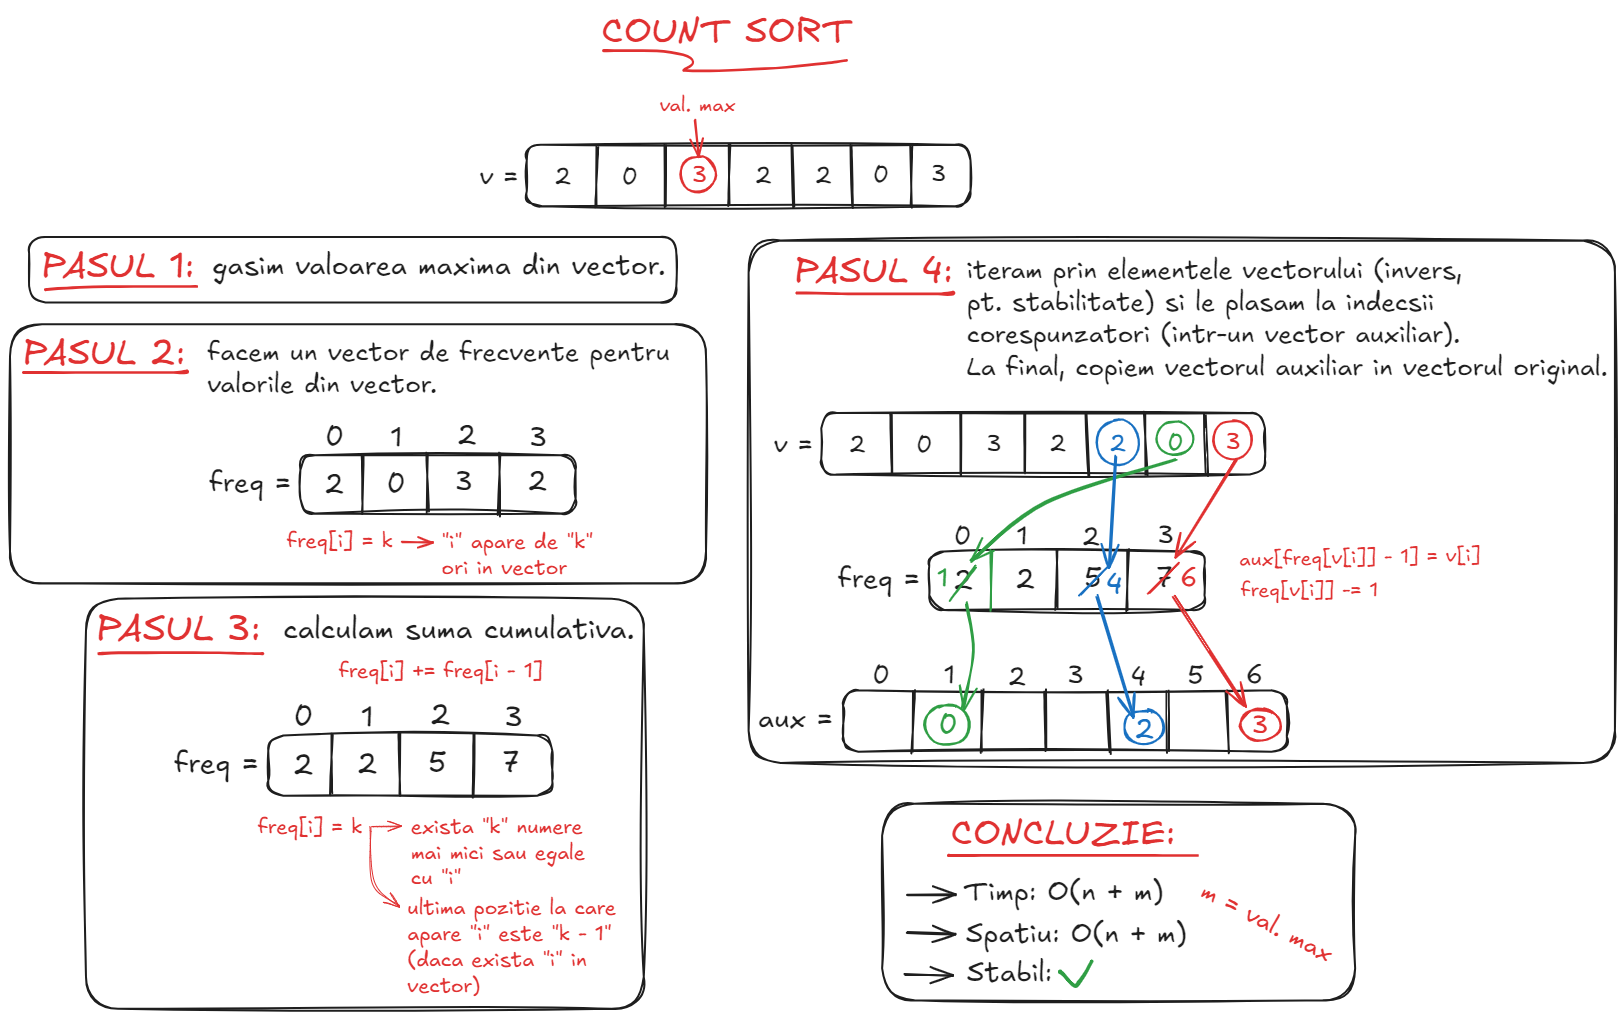 COUNT SORT
val. max
v = 2 0 3 2 2 0 3
PASUL 1: gasim valoarea maxima din vector.
PASUL 2: facem un vector de frecvente pentru
valorile din vector.
0 1 2 3
freq = 2 0 3 2
freq[i] = k → "i" apare de "k"
ori in vector
PASUL 3: calculam suma cumulativa.
freq[i] += freq[i - 1]
0 1 2 3
freq = 2 2 5 7
freq[i] = k → exista "k" numere
mai mici sau egale
cu "i"
ultima pozitie la care
apare "i" este "k - 1"
(daca exista "i" in
vector)
PASUL 4: iteram prin elementele vectorului (invers,
pt. stabilitate) si le plasam la indecsii
corespunzatori (intr-un vector auxiliar).
La final, copiem vectorul auxiliar in vectorul original.
v = 2 0 3 2 2 0 3
0 1 2 3
freq = 1 2 2 5 4 7 6
aux[freq[v[i]] - 1] = v[i]
freq[v[i]] -= 1
0 1 2 3 4 5 6
aux = 0 2 3
CONCLUZIE:
→ Timp: O(n + m)
→ Spatiu: O(n + m)
→ Stabil: ✓
m = val. max